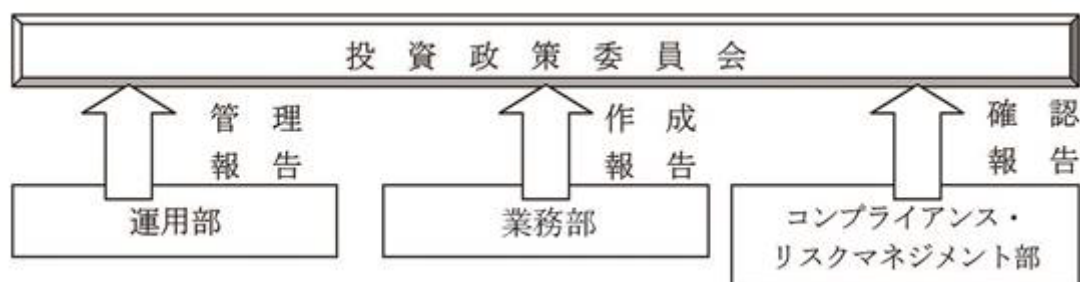 投資政策委員会
管理
報告
作成
報告
確認
報告
運用部
業務部
コンプライアンス・
リスクマネジメント部